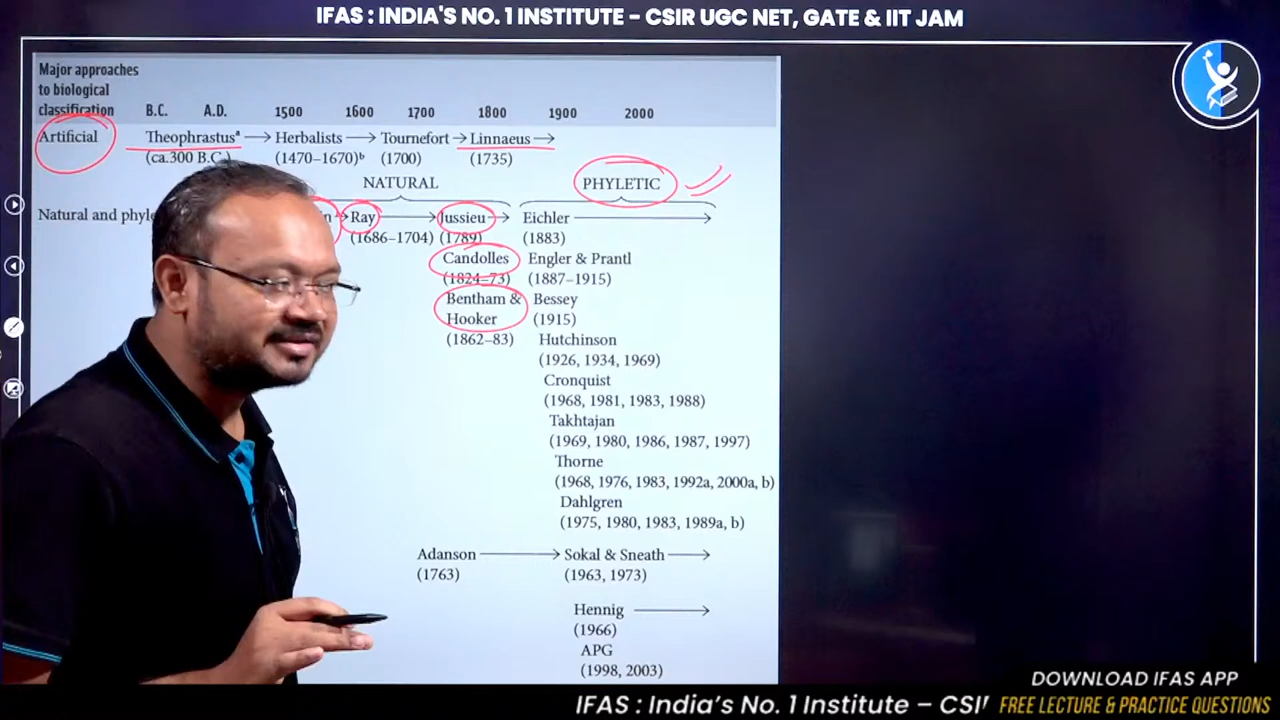 IFAS : INDIA'S NO. 1 INSTITUTE - CSIR UGC NET, GATE & IIT JAM
Major approaches
to biological
classification B.C. A.D. 1500 1600 1700 1800 1900 2000
Artificial Theophrastusᵃ → Herbalists → Tournefort → Linnaeus →
(ca.300 B.C.) (1470–1670)ᵇ (1700) (1735)
NATURAL PHYLETIC
Natural and → Ray → Jussieu → Eichler →
(1686–1704) (1789) (1883)
Candolles Engler & Prantl
(1824–73) (1887–1915)
Bentham & Bessey
Hooker (1915)
(1862–83) Hutchinson
(1926, 1934, 1969)
Cronquist
(1968, 1981, 1983, 1988)
Takhtajan
(1969, 1980, 1986, 1987, 1997)
Thorne
(1968, 1976, 1983, 1992a, 2000a, b)
Dahlgren
(1975, 1980, 1983, 1989a, b)
Adanson → Sokal & Sneath →
(1763) (1963, 1973)
Hennig →
(1966)
APG
(1998, 2003)
DOWNLOAD IFAS APP
IFAS : India's No. 1 Institute – CSI
FREE LECTURE & PRACTICE QUESTIONS